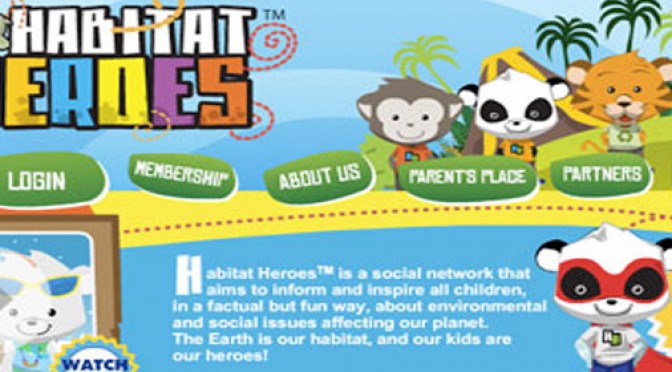 HABITAT ™
HEROES
LOGIN
MEMBERSHIP
ABOUT US
PARENT'S PLACE
PARTNERS
Habitat Heroes™ is a social network that
aims to inform and inspire all children,
in a factual but fun way, about environmental
and social issues affecting our planet.
The Earth is our habitat, and our kids are
our heroes!
WATCH